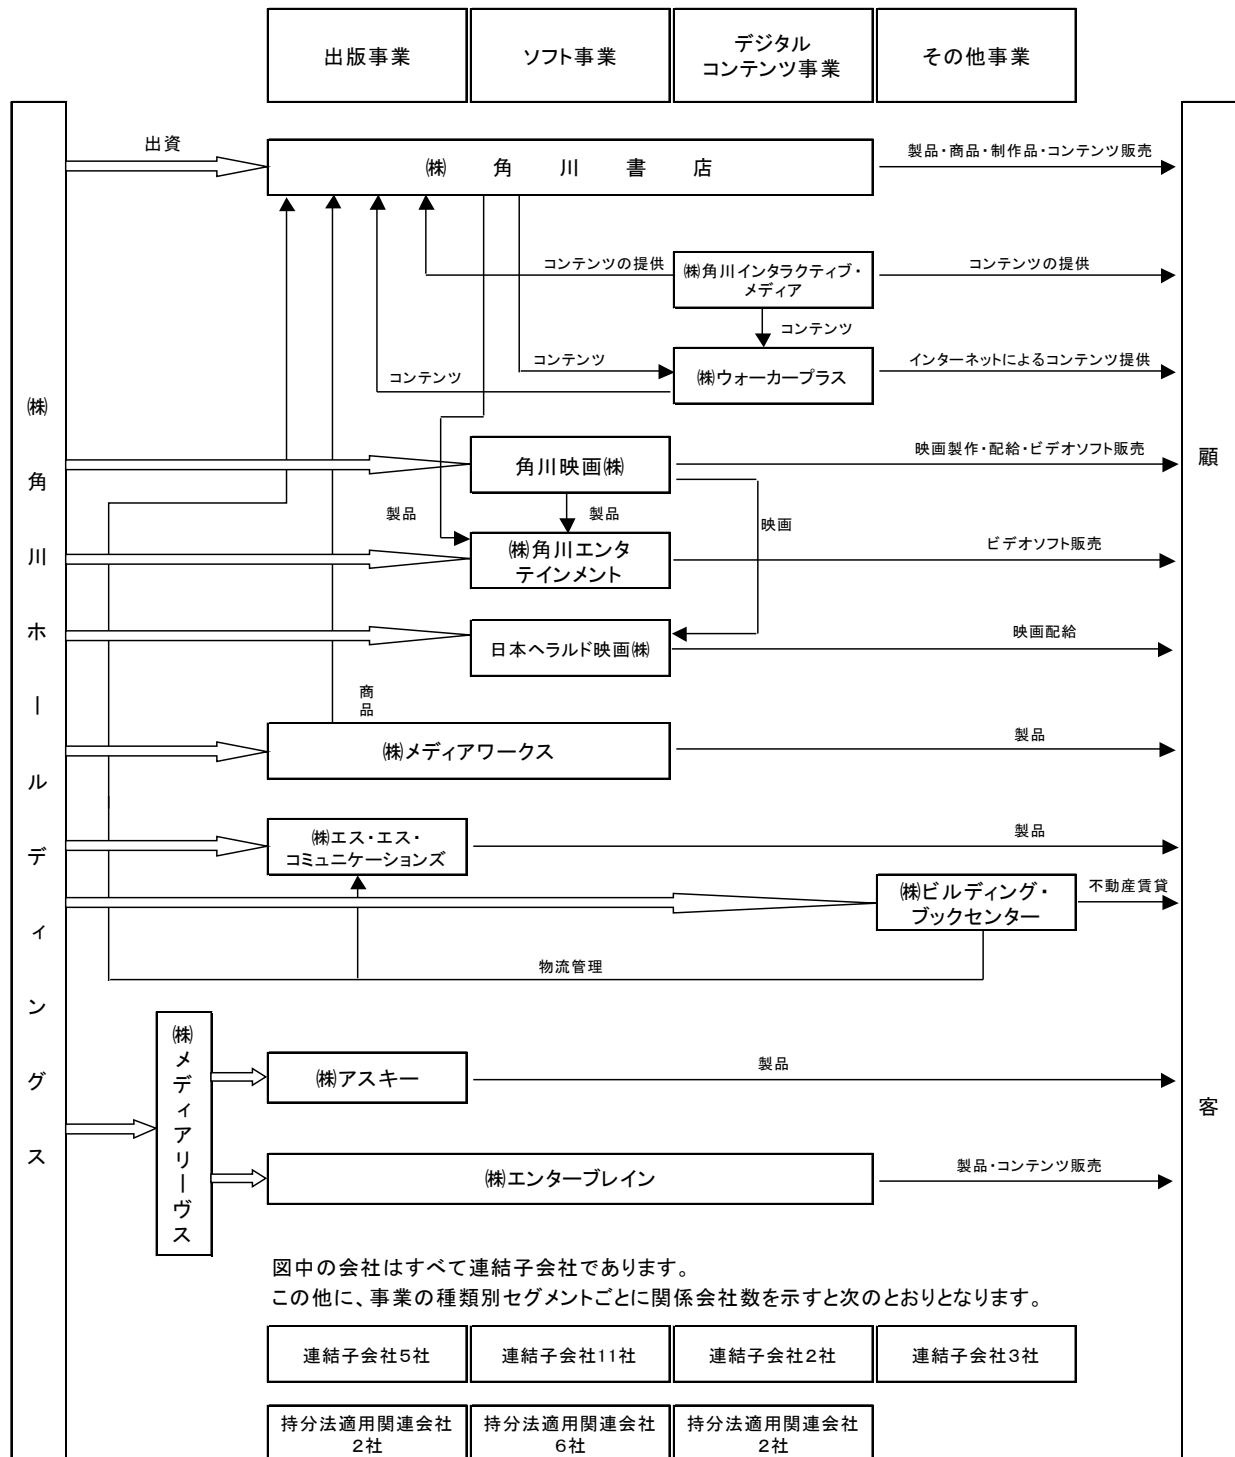 出版事業
ソフト事業
デジタル
コンテンツ事業
その他事業
㈱角川ホールディングス
顧客
出資
㈱角川書店
製品・商品・制作品・コンテンツ販売
コンテンツの提供
㈱角川インタラクティブ・
メディア
コンテンツの提供
コンテンツ
コンテンツ
㈱ウォーカープラス
インターネットによるコンテンツ提供
コンテンツ
角川映画㈱
映画製作・配給・ビデオソフト販売
製品
製品
映画
㈱角川エンタ
テインメント
ビデオソフト販売
日本ヘラルド映画㈱
映画配給
商
品
㈱メディアワークス
製品
㈱エス・エス・
コミュニケーションズ
製品
㈱ビルディング・
ブックセンター
不動産賃貸
物流管理
㈱メディアリーヴス
㈱アスキー
製品
㈱エンターブレイン
製品・コンテンツ販売
図中の会社はすべて連結子会社であります。
この他に、事業の種類別セグメントごとに関係会社数を示すと次のとおりとなります。
連結子会社5社
連結子会社11社
連結子会社2社
連結子会社3社
持分法適用関連会社
2社
持分法適用関連会社
6社
持分法適用関連会社
2社